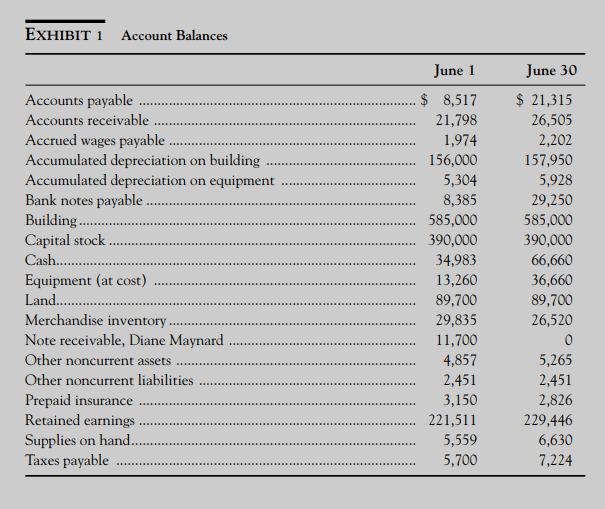 EXHIBIT 1 Account Balances
June 1 June 30
Accounts payable ........ $ 8,517 $ 21,315
Accounts receivable ........ 21,798 26,505
Accrued wages payable ........ 1,974 2,202
Accumulated depreciation on building ........ 156,000 157,950
Accumulated depreciation on equipment ........ 5,304 5,928
Bank notes payable ........ 8,385 29,250
Building ........ 585,000 585,000
Capital stock ........ 390,000 390,000
Cash ........ 34,983 66,660
Equipment (at cost) ........ 13,260 36,660
Land ........ 89,700 89,700
Merchandise inventory ........ 29,835 26,520
Note receivable, Diane Maynard ........ 11,700 0
Other noncurrent assets ........ 4,857 5,265
Other noncurrent liabilities ........ 2,451 2,451
Prepaid insurance ........ 3,150 2,826
Retained earnings ........ 221,511 229,446
Supplies on hand ........ 5,559 6,630
Taxes payable ........ 5,700 7,224